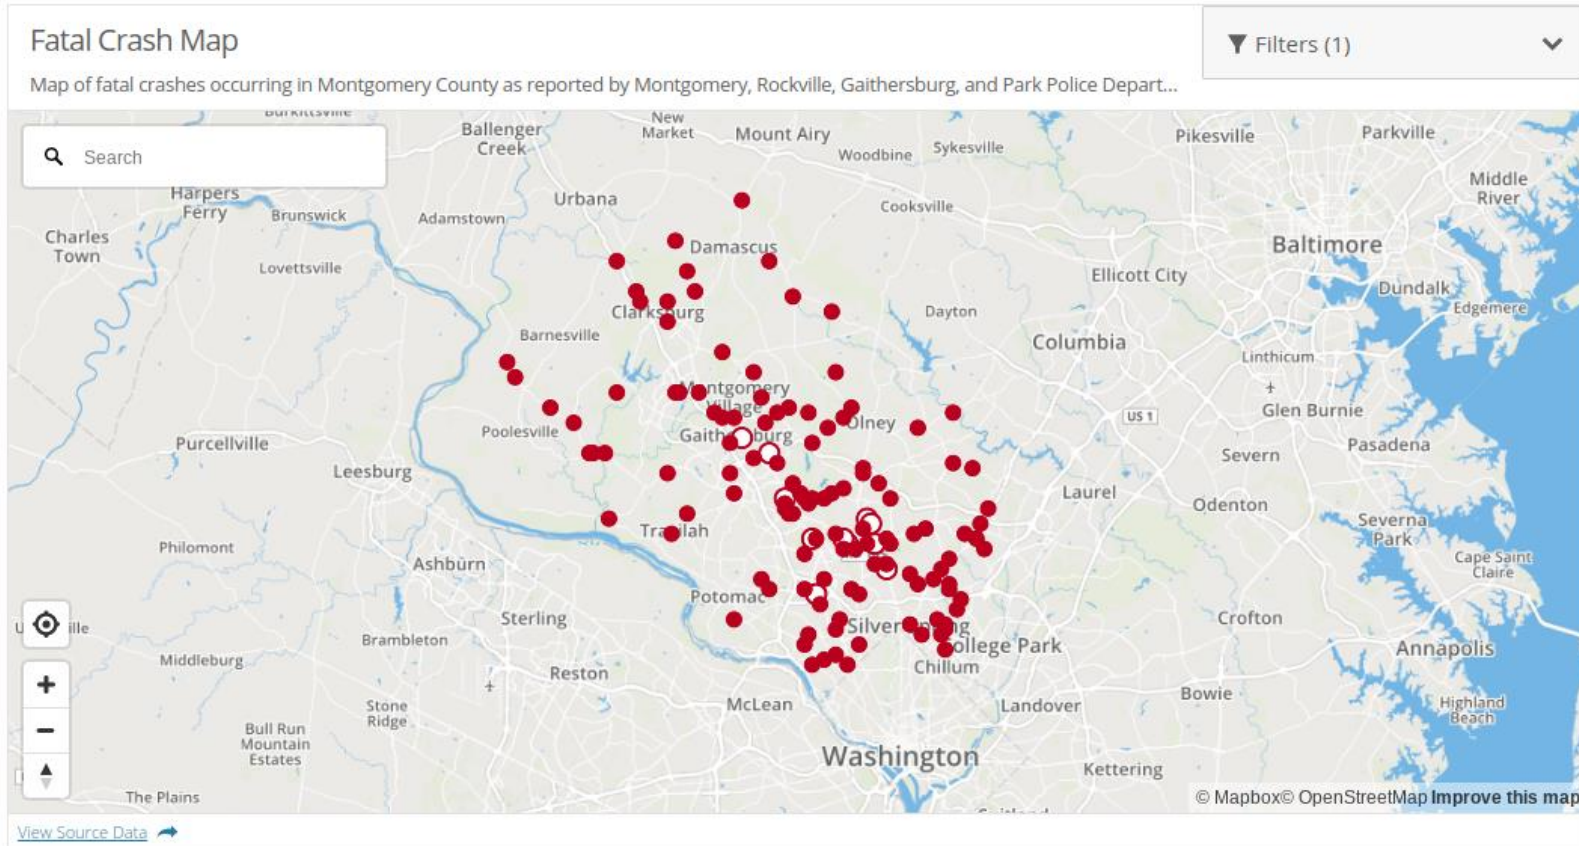 Fatal Crash Map
Filters (1)
Map of fatal crashes occurring in Montgomery County as reported by Montgomery, Rockville, Gaithersburg, and Park Police Depart...
Search
Ballenger
Creek
New
Market
Mount Airy
Woodbine
Sykesville
Pikesville
Parkville
Middle
River
Harpers
Ferry
Brunswick
Adamstown
Urbana
Cooksville
Charles
Town
Lovettsville
Damascus
Baltimore
Ellicott City
Dundalk
Edgemere
Clarksburg
Dayton
Barnesville
Columbia
Linthicum
Montgomery
Village
Glen Burnie
US 1
Poolesville
Gaithersburg
Olney
Purcellville
Pasadena
Severn
Leesburg
Laurel
Odenton
Severna
Park
Travilah
Philomont
Ashburn
Cape Saint
Claire
Potomac
Sterling
Silver Spring
Crofton
Brambleton
College Park
Annapolis
Middleburg
Reston
Chillum
Bowie
Stone
Ridge
McLean
Landover
Highland
Beach
Bull Run
Mountain
Estates
Washington
Kettering
The Plains
© Mapbox© OpenStreetMap Improve this map
View Source Data